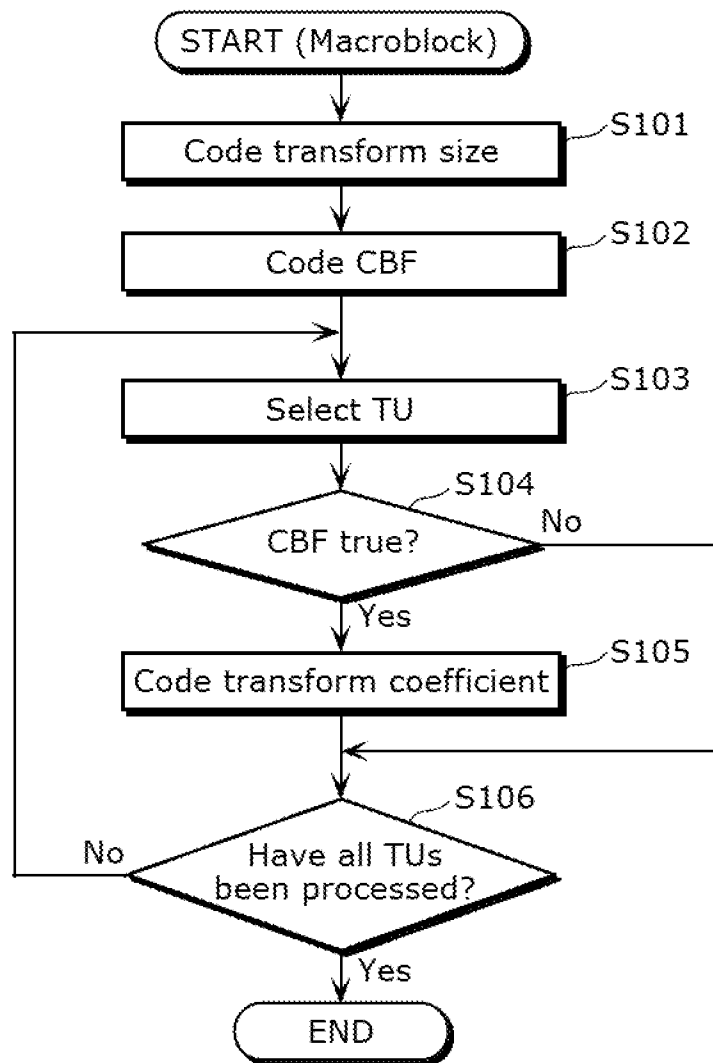 START (Macroblock)
S101
Code transform size
S102
Code CBF
S103
Select TU
S104
CBF true?
No
Yes
S105
Code transform coefficient
S106
No
Have all TUs
been processed?
Yes
END